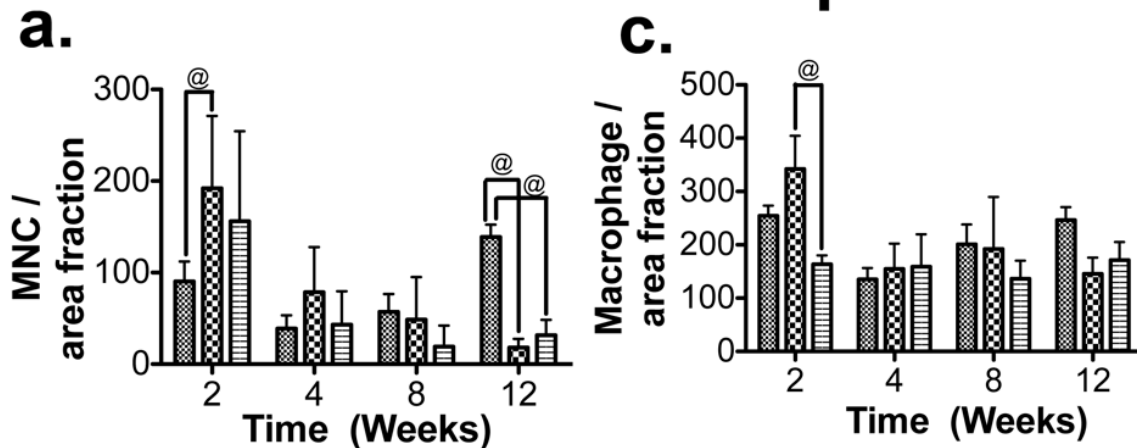 a.
MNC /
area fraction
300
200
100
0
@
@
@
2 4 8 12
Time (Weeks)
c.
Macrophage /
area fraction
500
400
300
200
100
0
@
2 4 8 12
Time (Weeks)